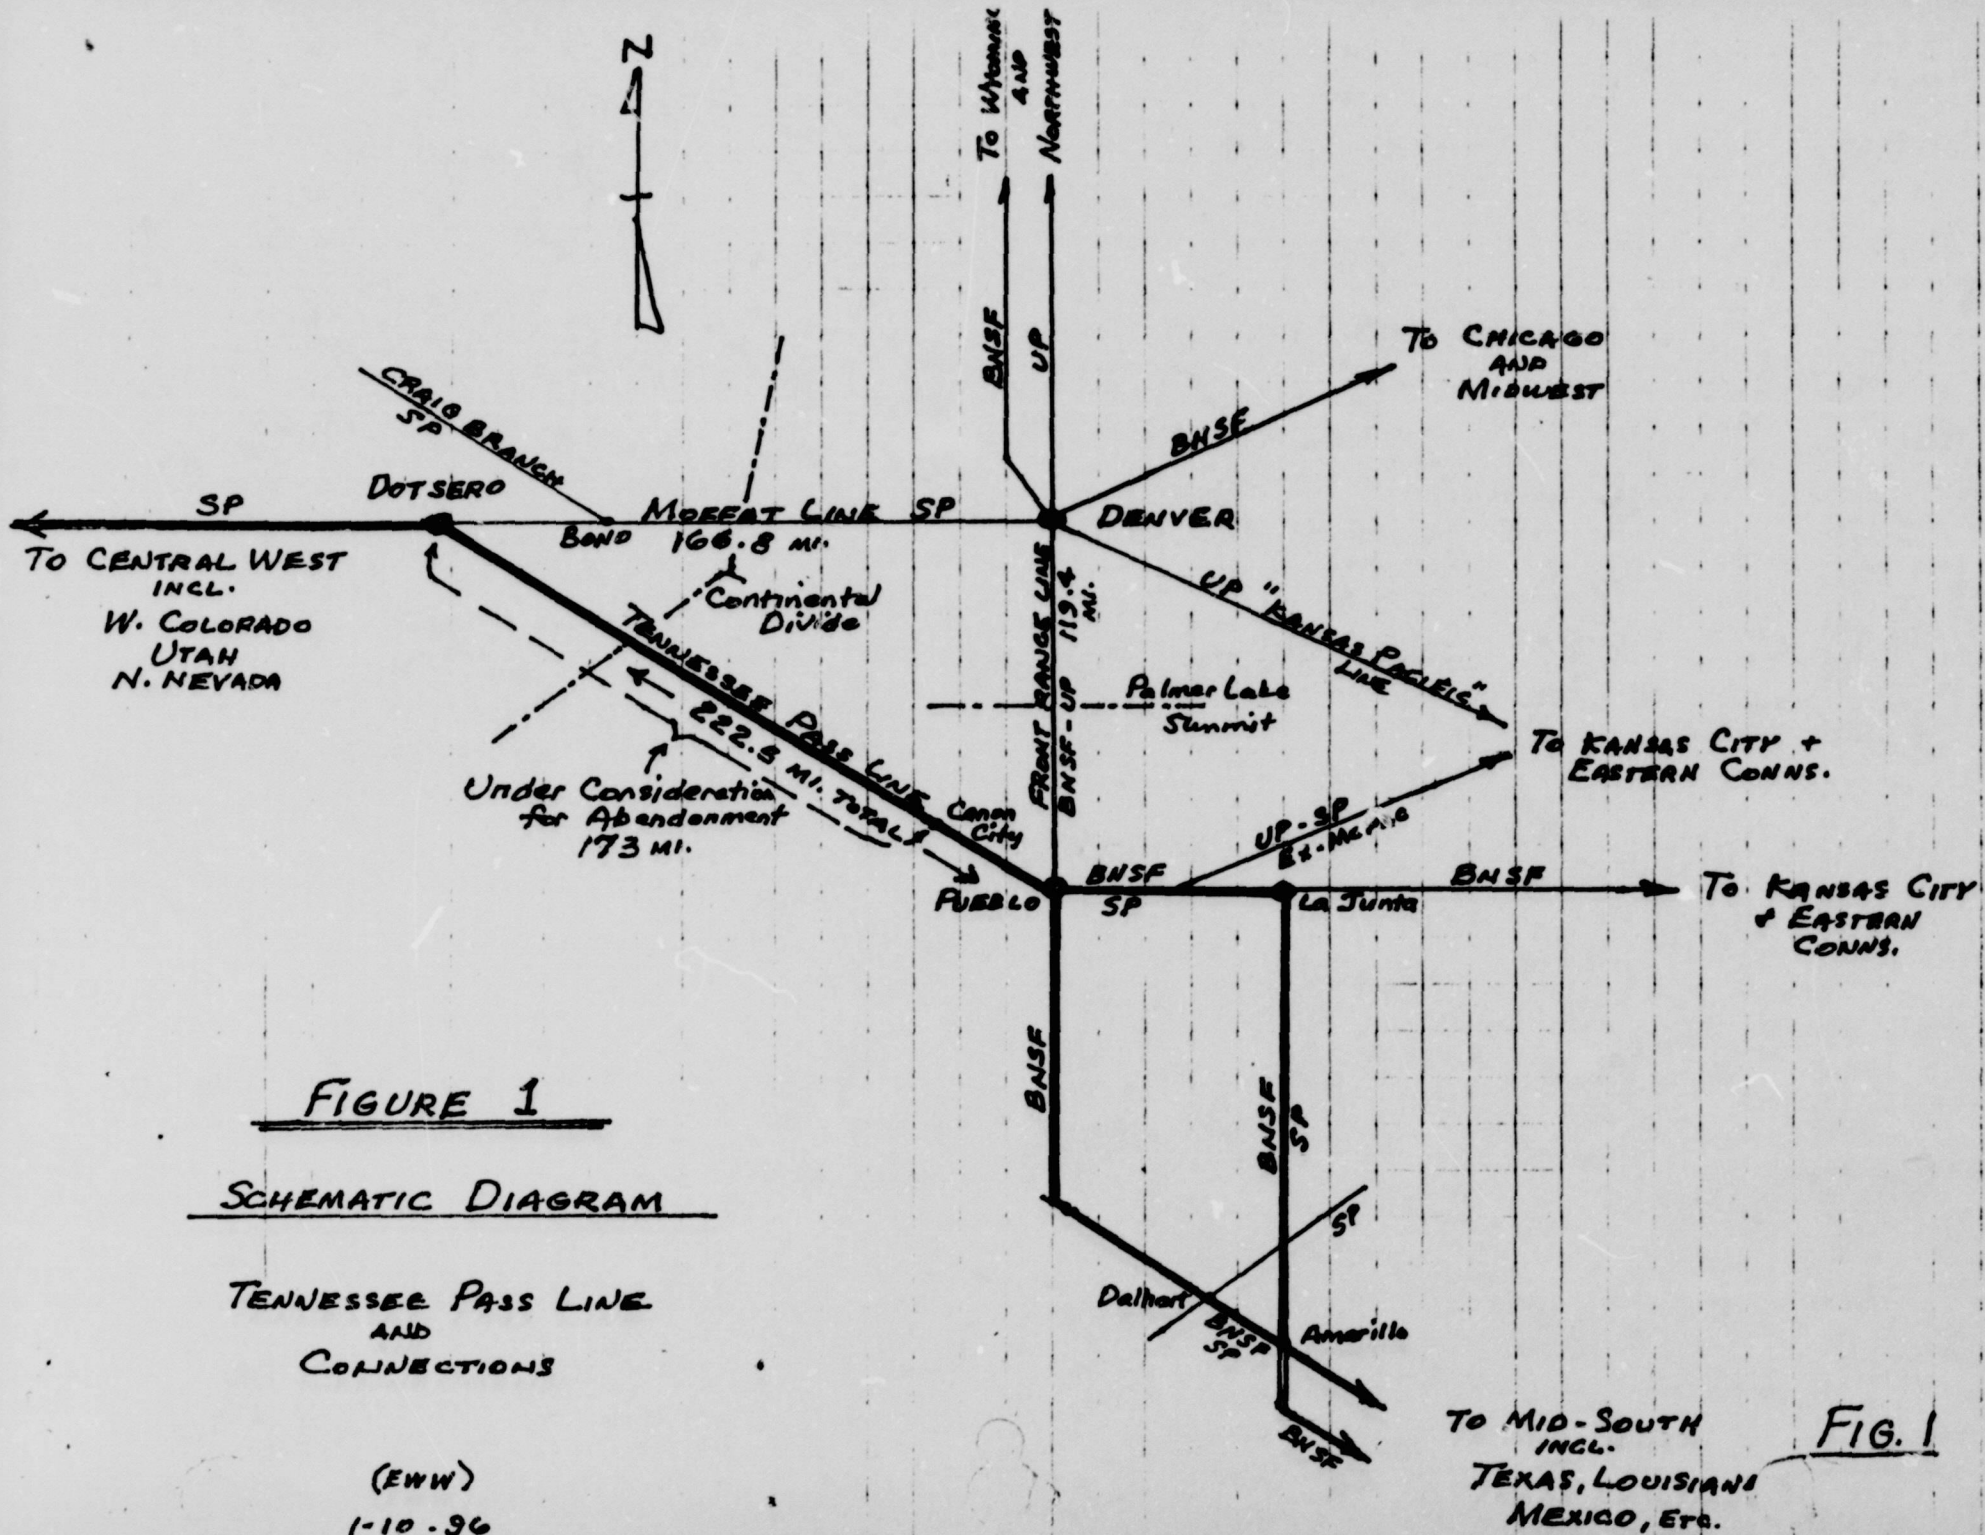 N
To Wyoming
AND
NORTHWEST
BNSF
UP
To CHICAGO
AND
MIDWEST
BNSF
CRAIG BRANCH
SP
DOTSERO
SP
BOND
MOFFAT LINE SP
166.8 MI.
DENVER
TO CENTRAL WEST
INCL.
W. COLORADO
UTAH
N. NEVADA
Continental
Divide
UP "KANSAS PACIFIC"
LINE
FRONT RANGE LINE
BNSF-UP 119.4
MI.
Palmer Lake
Summit
TENNESSEE PASS LINE
222.5 MI. TOTAL
Under Consideration
for Abandonment
173 MI.
Canon
City
To KANSAS CITY +
EASTERN CONNS.
UP-SP
PUEBLO
BNSF
SP
La Junta
BNSF
To KANSAS CITY
+ EASTERN
CONNS.
BNSF
BNSF
SP
FIGURE 1
SCHEMATIC DIAGRAM
TENNESSEE PASS LINE
AND
CONNECTIONS
(EWW)
1-10-96
SP
Dalhart
BNSF
SP
Amarillo
BNSF
TO MID-SOUTH
INCL.
TEXAS, LOUISIANA
MEXICO, ETC.
FIG. 1